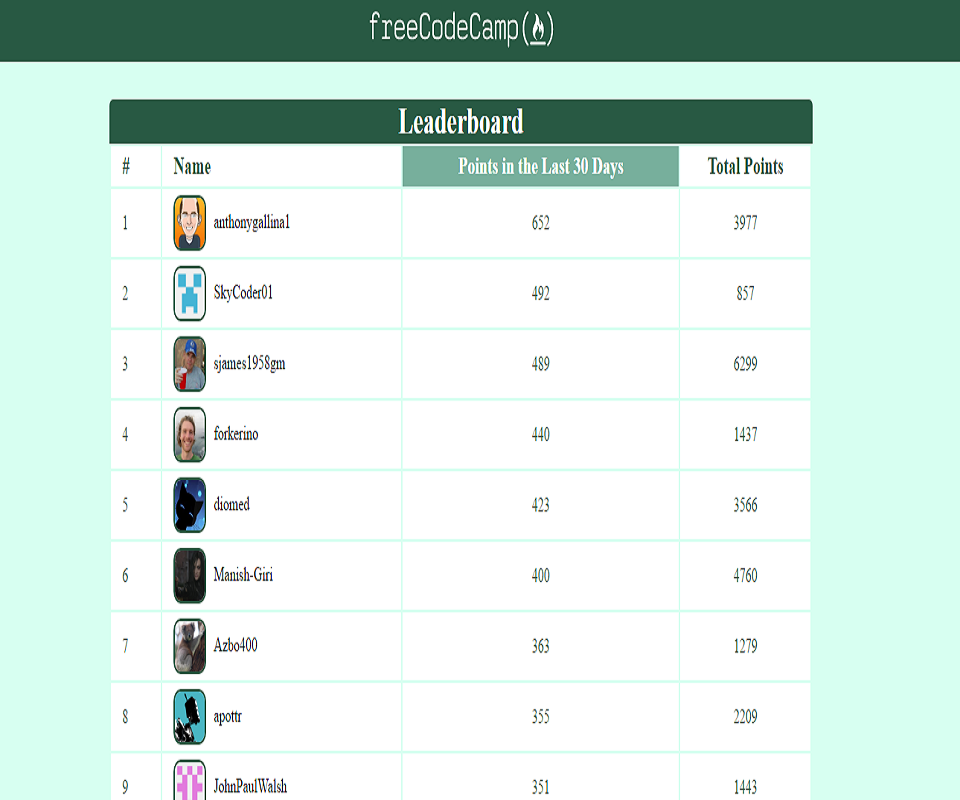 freeCodeCamp
Leaderboard
# Name Points in the Last 30 Days Total Points
1 anthonygallina1 652 3977
2 SkyCoder01 492 857
3 sjames1958gm 489 6299
4 forkerino 440 1437
5 diomed 423 3566
6 Manish-Giri 400 4760
7 Azbo400 363 1279
8 apottr 355 2209
9 JohnPaulWalsh 351 1443